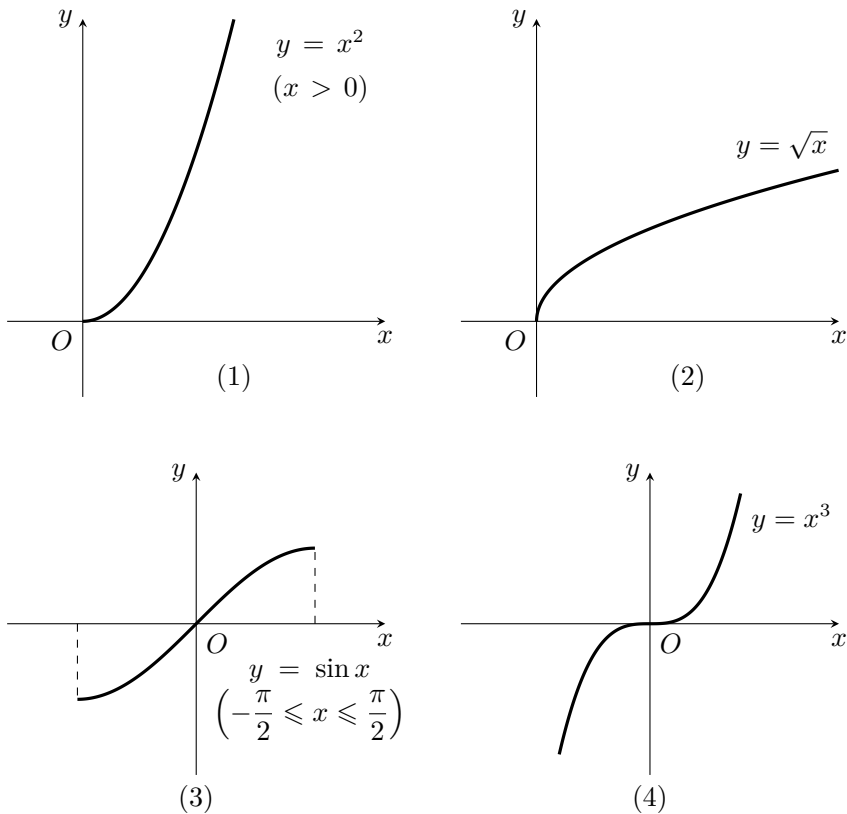 y
y = x²
(x > 0)
O
x
(1)
y
y = √x
O
x
(2)
y
O
x
y = sin x
(−π/2 ⩽ x ⩽ π/2)
(3)
y
y = x³
O
x
(4)